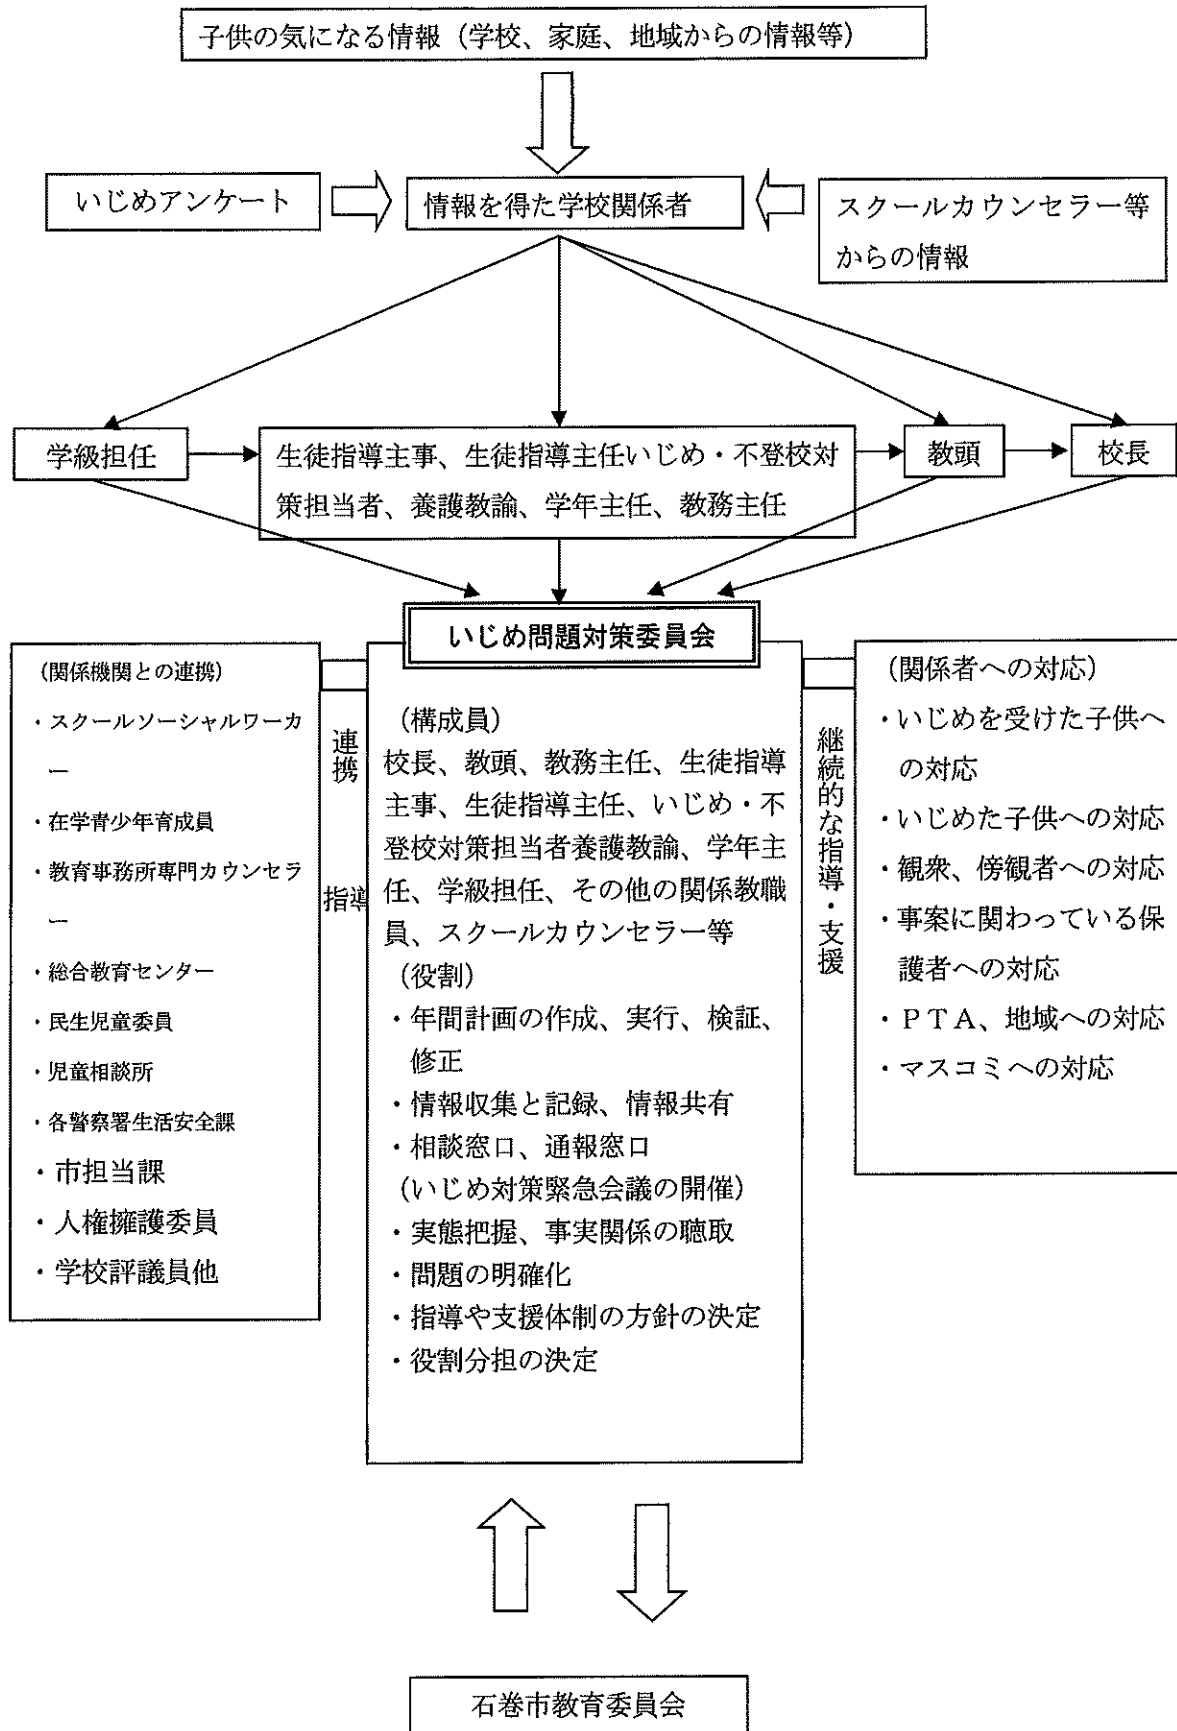 子供の気になる情報（学校、家庭、地域からの情報等）
いじめアンケート
情報を得た学校関係者
スクールカウンセラー等
からの情報
学級担任
生徒指導主事、生徒指導主任いじめ・不登校対
策担当者、養護教諭、学年主任、教務主任
教頭
校長
いじめ問題対策委員会
（関係機関との連携）
・スクールソーシャルワーカ
ー
・在学青少年育成員
・教育事務所専門カウンセラ
ー
・総合教育センター
・民生児童委員
・児童相談所
・各警察署生活安全課
・市担当課
・人権擁護委員
・学校評議員他
連携
指導
（構成員）
校長、教頭、教務主任、生徒指導
主事、生徒指導主任、いじめ・不
登校対策担当者養護教諭、学年主
任、学級担任、その他の関係教職
員、スクールカウンセラー等
（役割）
・年間計画の作成、実行、検証、
修正
・情報収集と記録、情報共有
・相談窓口、通報窓口
（いじめ対策緊急会議の開催）
・実態把握、事実関係の聴取
・問題の明確化
・指導や支援体制の方針の決定
・役割分担の決定
継続的な指導・支援
（関係者への対応）
・いじめを受けた子供へ
の対応
・いじめた子供への対応
・観衆、傍観者への対応
・事案に関わっている保
護者への対応
・ＰＴＡ、地域への対応
・マスコミへの対応
石巻市教育委員会